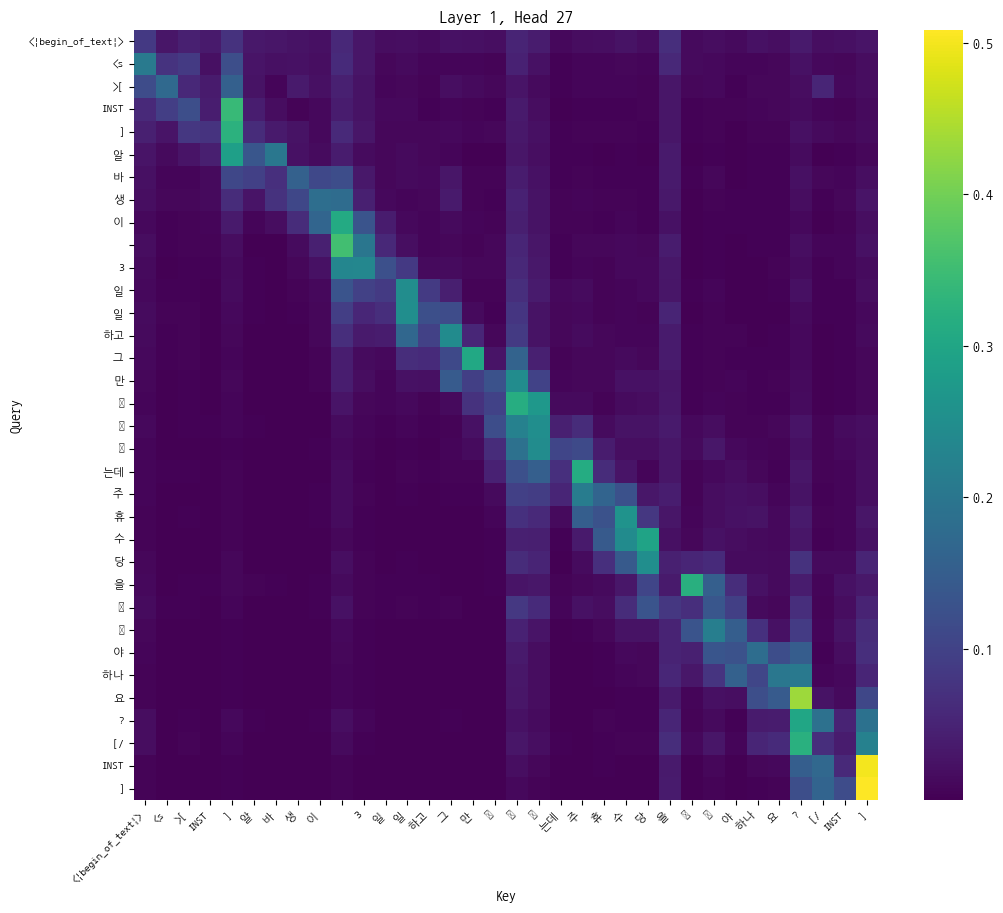 Layer 1, Head 27
<|begin_of_text|>
<s
>[
INST
]
알
바
생
이
3
일
일
하고
그
만
는데
주
휴
수
당
을
야
하나
요
?
[/
INST
]
Query
0.5
0.4
0.3
0.2
0.1
<|begin_of_text|>
<s
>[
INST
]
알
바
생
이
3
일
일
하고
그
만
는데
주
휴
수
당
을
야
하나
요
?
[/
INST
]
Key